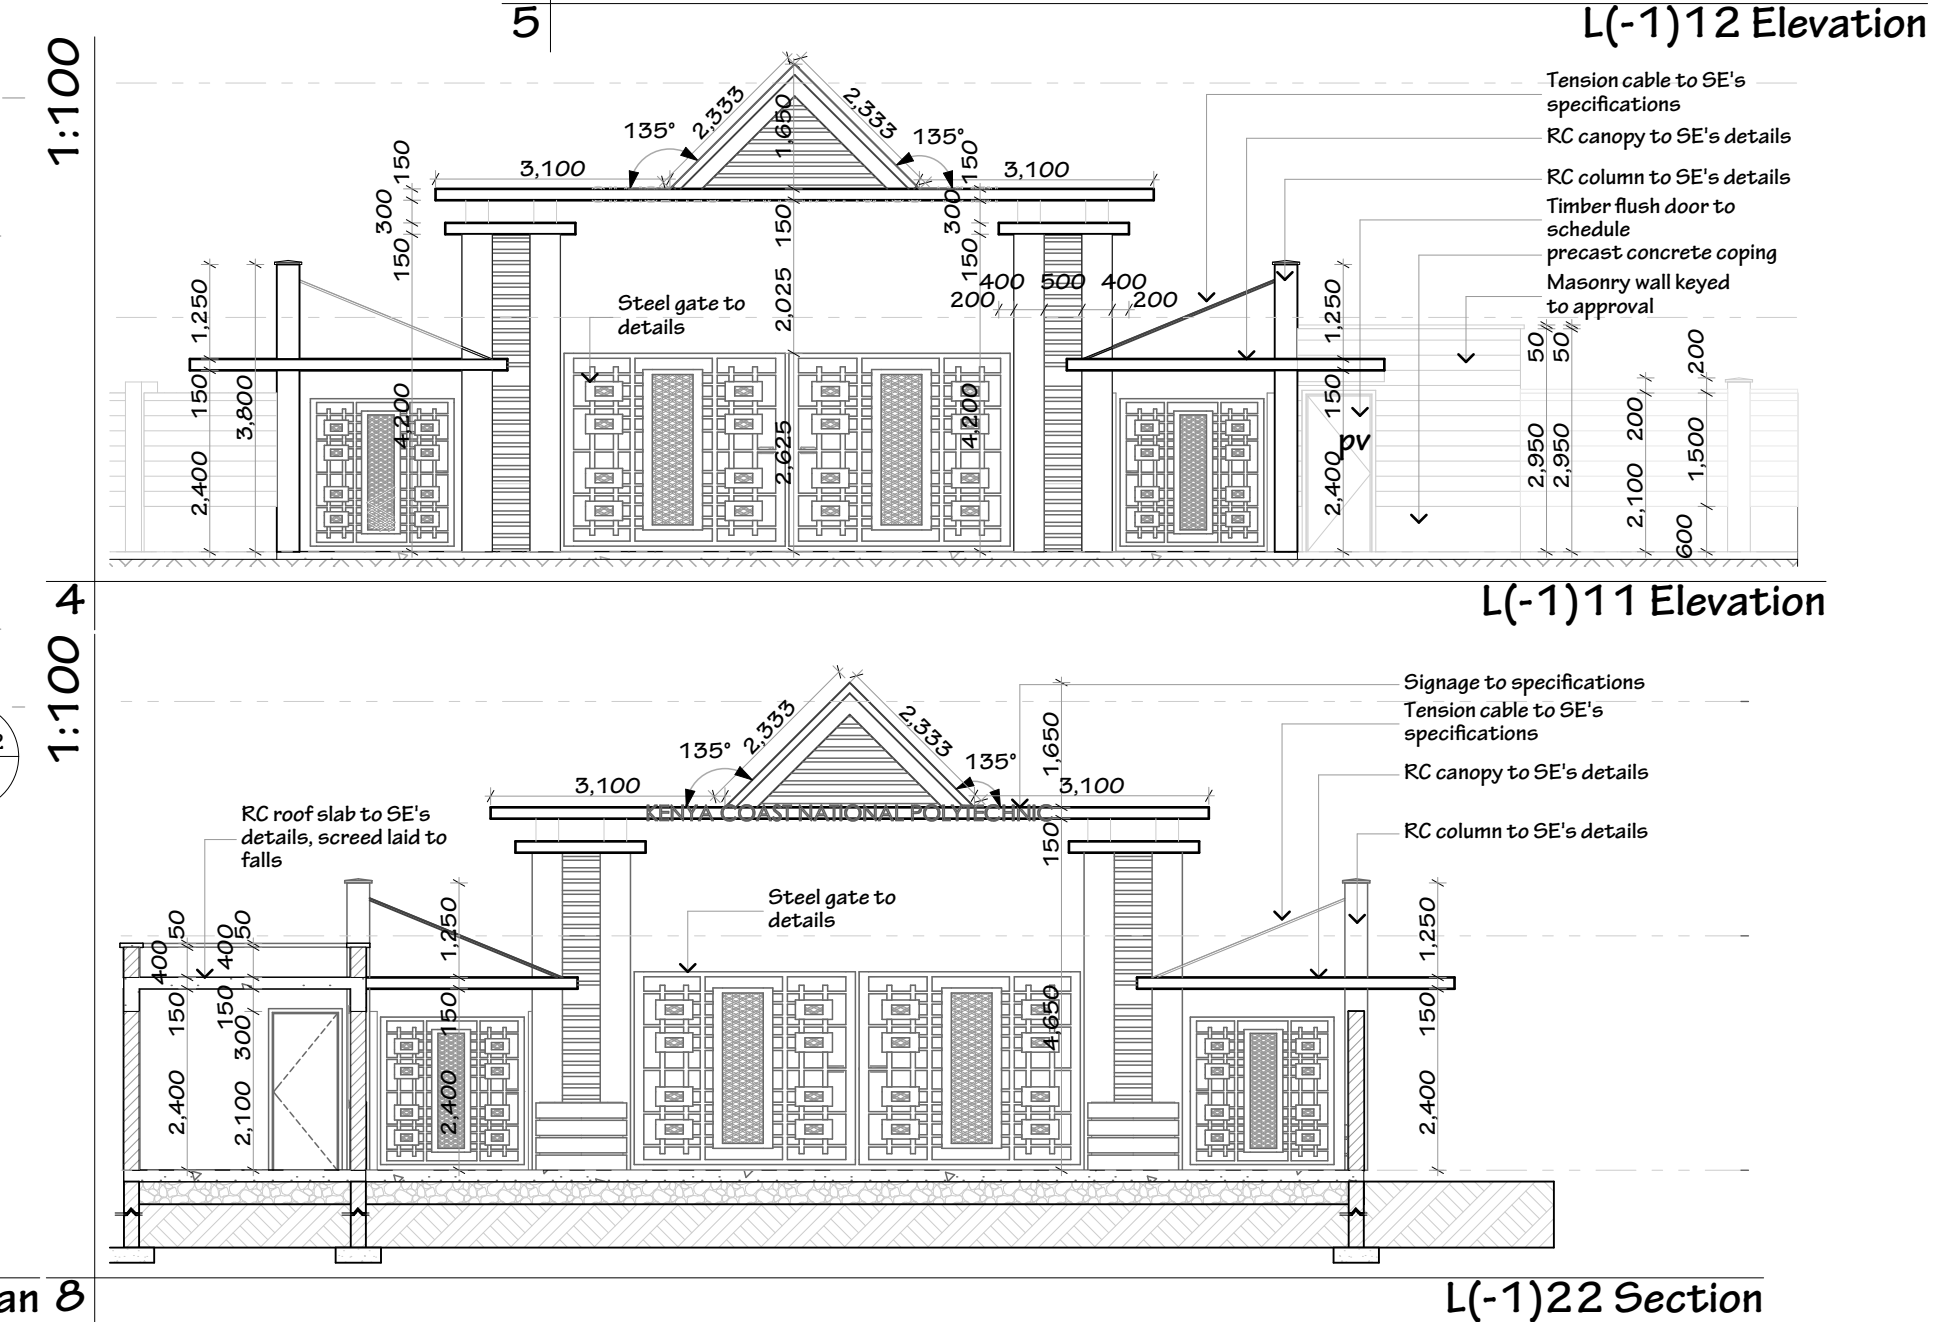 5
L(-1)12 Elevation
1:100
Tension cable to SE's
specifications
RC canopy to SE's details
RC column to SE's details
Timber flush door to
schedule
precast concrete coping
Masonry wall keyed
to approval
2,333
1,650
2,333
135°
135°
150
150
3,100
3,100
300
300
150
150
150
400
500
400
200
200
Steel gate to
details
2,025
1,250
1,250
50
50
200
150
3,800
4,200
2,625
4,200
150
pv
200
2,400
2,400
2,950
2,950
2,100
1,500
600
4
L(-1)11 Elevation
1:100
Signage to specifications
Tension cable to SE's
specifications
RC canopy to SE's details
RC column to SE's details
2,333
2,333
1,650
135°
135°
3,100
3,100
KENYA COAST NATIONAL POLYTECHNIC
150
RC roof slab to SE's
details, screed laid to
falls
Steel gate to
details
50
50
400
400
1,250
1,250
150
150
150
150
300
4,650
2,400
2,100
2,400
2,400
an 8
L(-1)22 Section